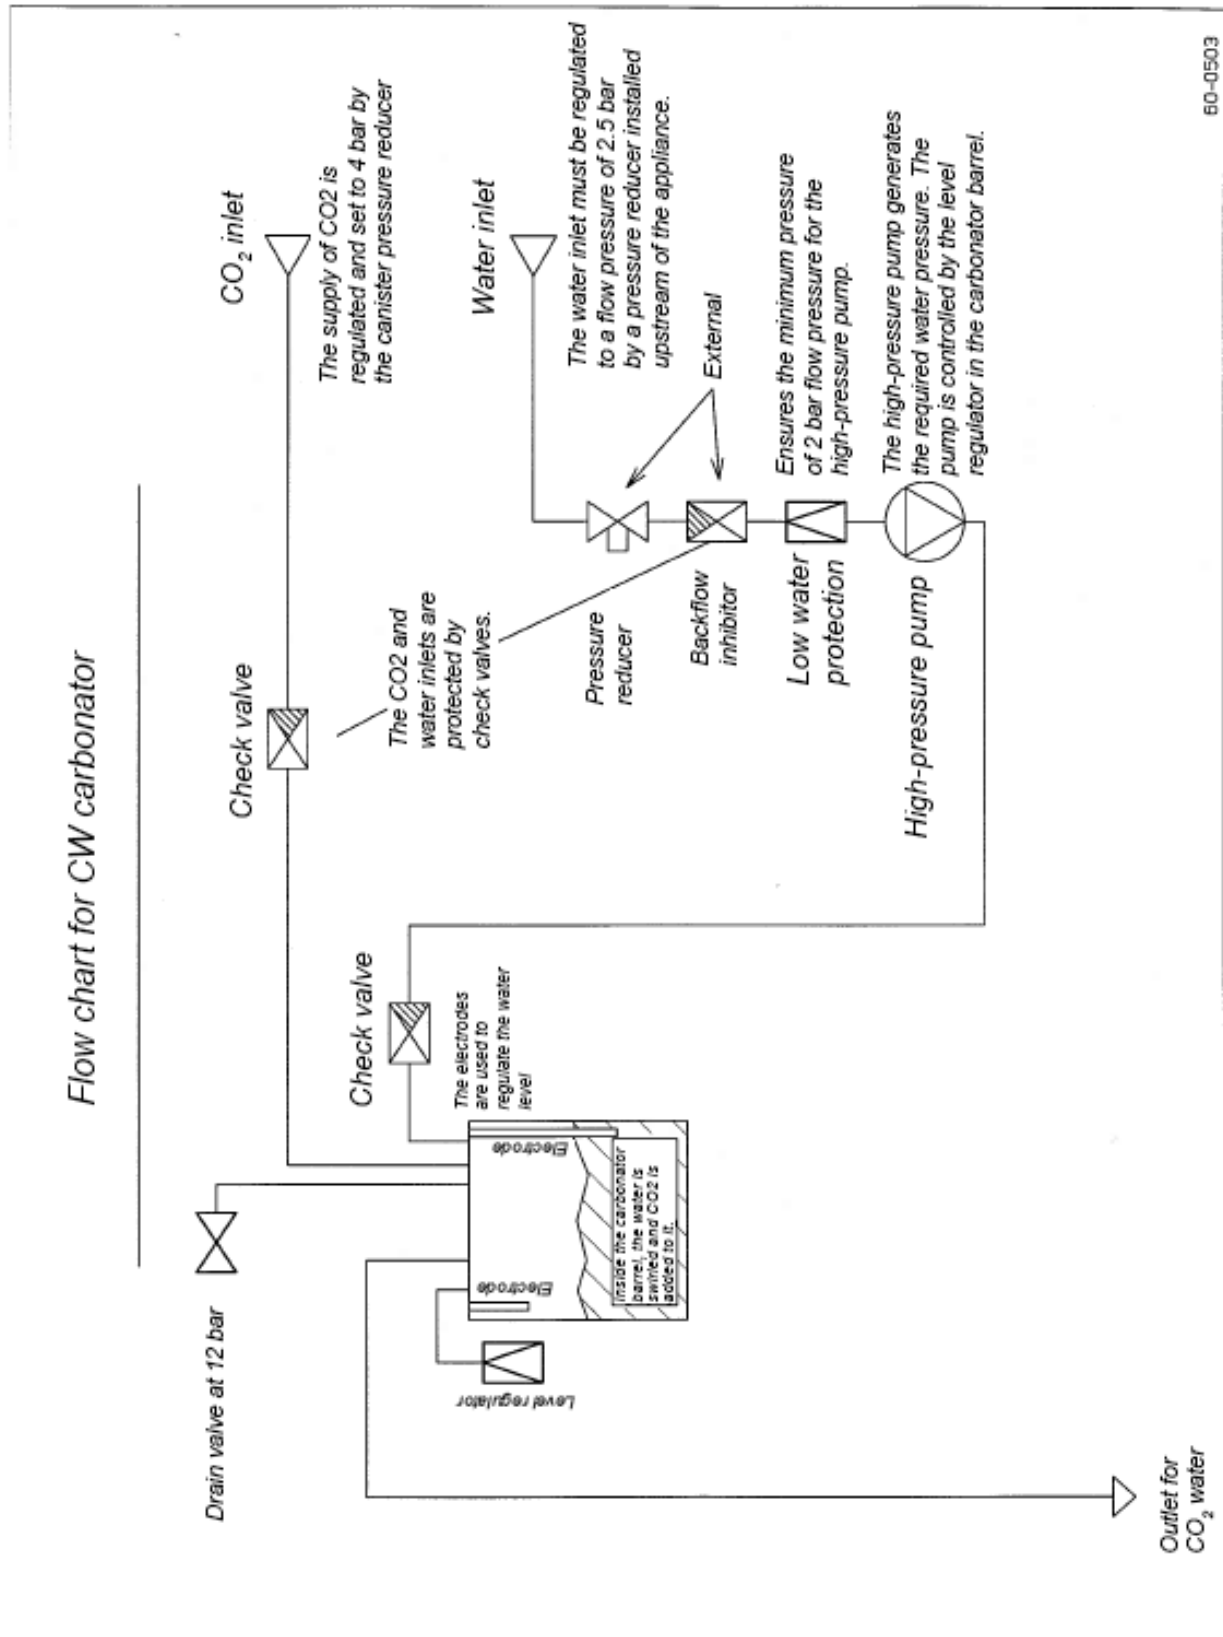 Flow chart for CW carbonator
Drain valve at 12 bar
Check valve
CO2 inlet
The supply of CO2 is
regulated and set to 4 bar by
the canister pressure reducer
Check valve
The CO2 and
water inlets are
protected by
check valves.
Water inlet
The water inlet must be regulated
to a flow pressure of 2.5 bar
by a pressure reducer installed
upstream of the appliance.
External
Pressure
reducer
Backflow
inhibitor
Low water
protection
Ensures the minimum pressure
of 2 bar flow pressure for the
high-pressure pump.
High-pressure pump
The high-pressure pump generates
the required water pressure. The
pump is controlled by the level
regulator in the carbonator barrel.
The electrodes
are used to
regulate the water
level
Level regulator
Electrode
Electrode
Inside the carbonator
barrel, the water is
swirled and CO2 is
added to it.
Outlet for
CO2 water
60-0503